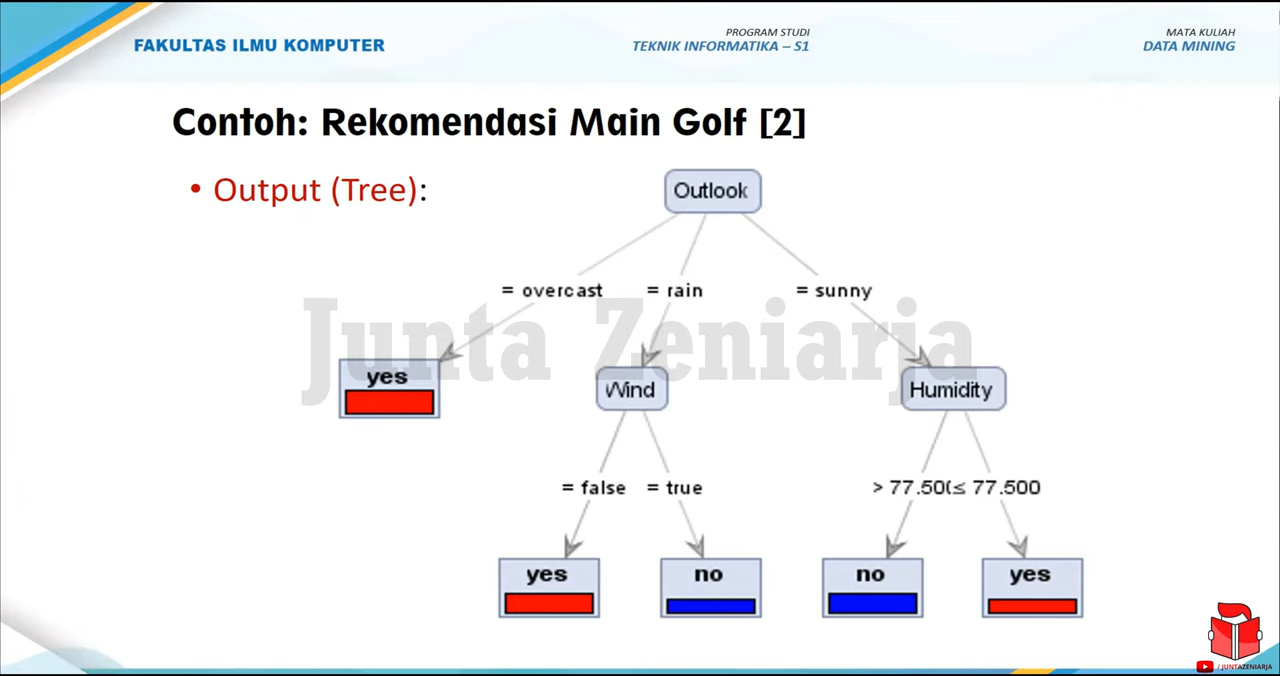 FAKULTAS ILMU KOMPUTER
PROGRAM STUDI
TEKNIK INFORMATIKA – S1
MATA KULIAH
DATA MINING
Contoh: Rekomendasi Main Golf [2]
• Output (Tree):
Outlook
= overcast = rain = sunny
Junta Zeniarja
yes
Wind Humidity
= false = true > 77.50( ≤ 77.500
yes no no yes
/ JUNTAZENIARJA